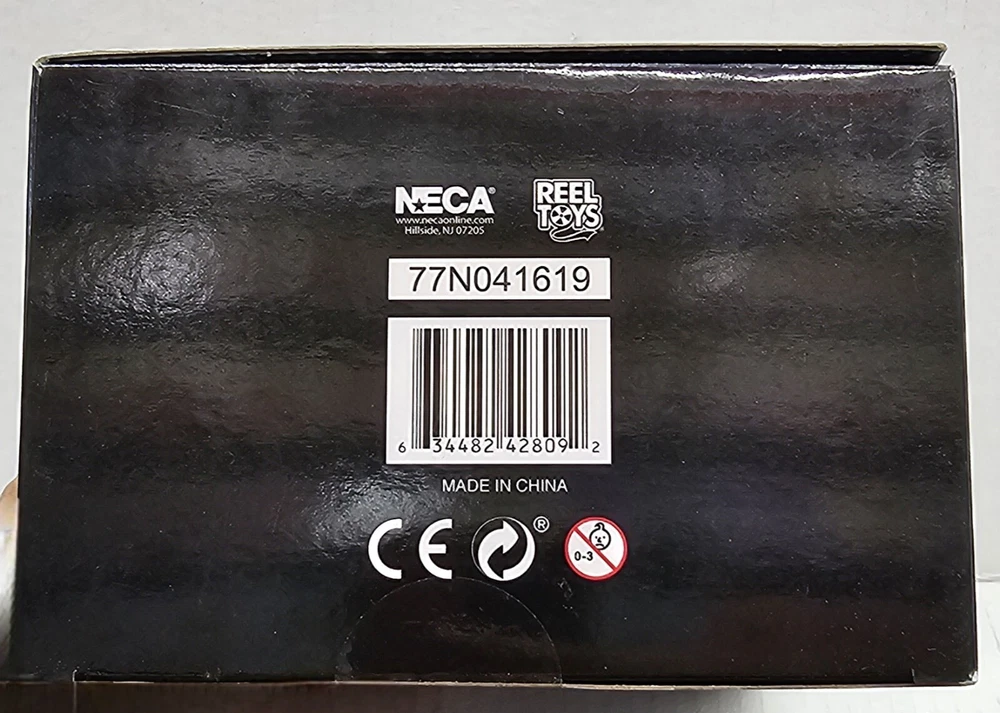 NECA®
www.necaonline.com
Hillside, NJ 07205
REEL
TOYS
77N041619
6 34482 42809 2
MADE IN CHINA
CE ®
0-3